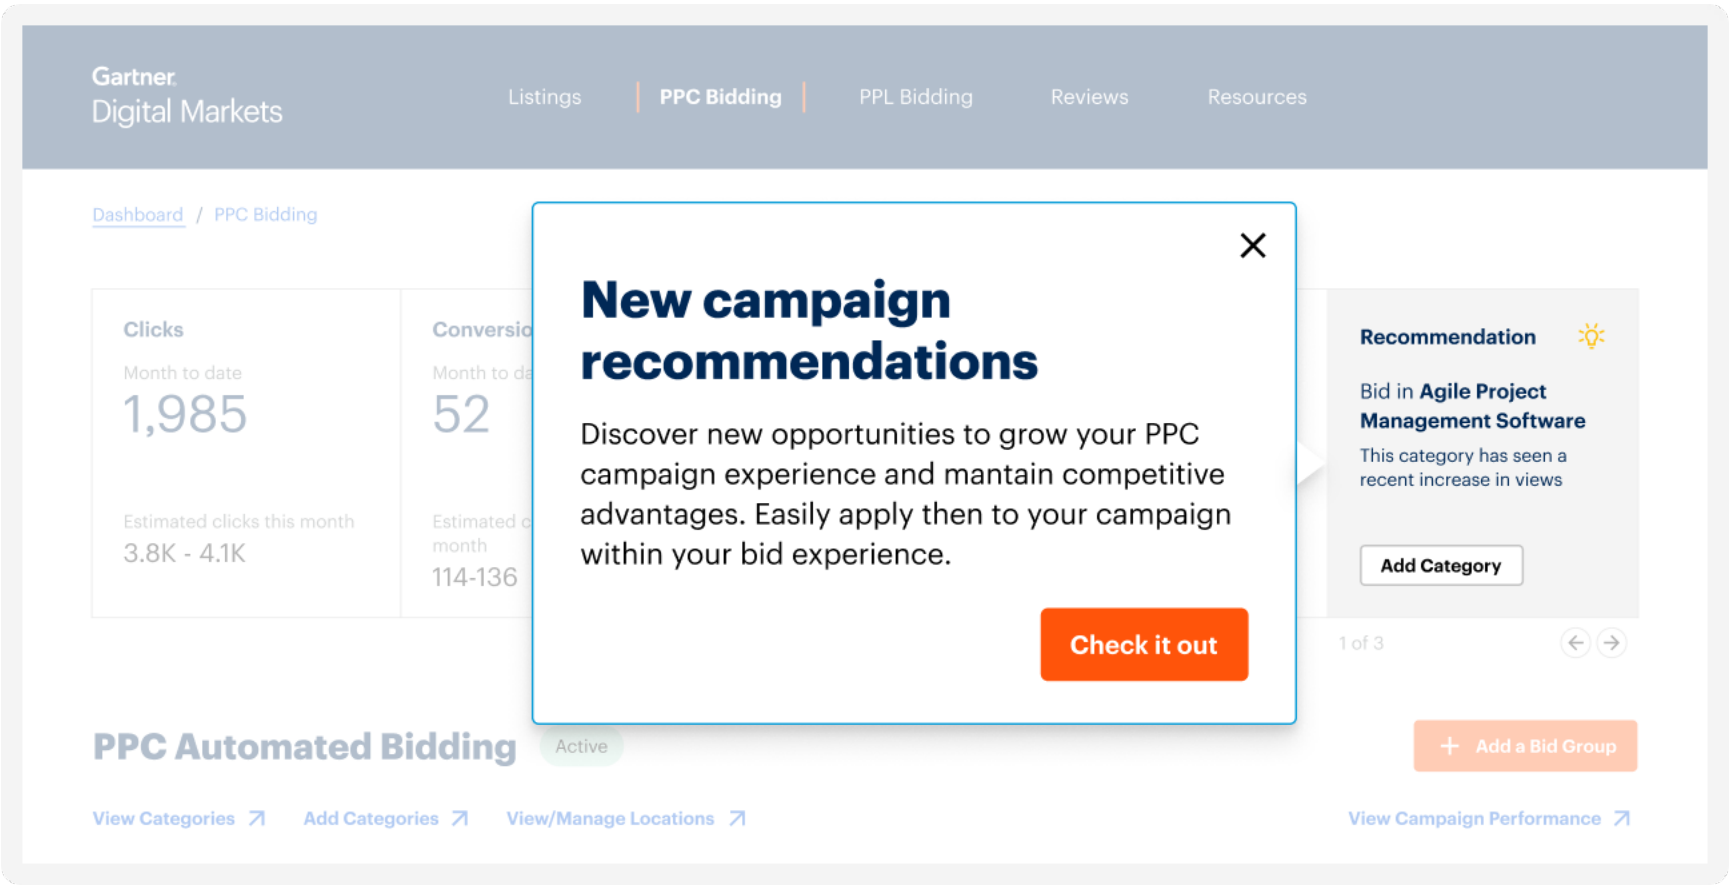 Gartner
Digital Markets
Listings
PPC Bidding
PPL Bidding
Reviews
Resources
Dashboard / PPC Bidding
Clicks
Month to date
1,985
Estimated clicks this month
3.8K - 4.1K
Conversio
Month to da
52
Estimated c
month
114-136
New campaign
recommendations
Discover new opportunities to grow your PPC
campaign experience and mantain competitive
advantages. Easily apply then to your campaign
within your bid experience.
Check it out
Recommendation
Bid in Agile Project
Management Software
This category has seen a
recent increase in views
Add Category
1 of 3
PPC Automated Bidding
Active
+ Add a Bid Group
View Categories
Add Categories
View/Manage Locations
View Campaign Performance